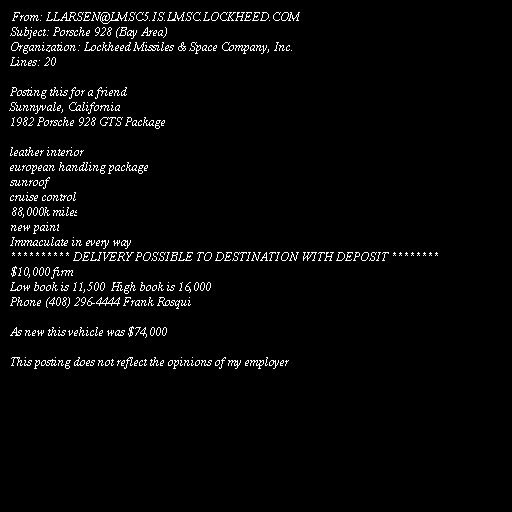 From: LLARSEN@LMSC5.IS.LMSC.LOCKHEED.COM
Subject: Porsche 928 (Bay Area)
Organization: Lockheed Missiles & Space Company, Inc.
Lines: 20
Posting this for a friend
Sunnyvale, California
1982 Porsche 928 GTS Package
leather interior
european handling package
sunroof
cruise control
88,000k miles
new paint
Immaculate in every way
********** DELIVERY POSSIBLE TO DESTINATION WITH DEPOSIT ********
$10,000 firm
Low book is 11,500  High book is 16,000
Phone (408) 296-4444 Frank Rosqui
As new this vehicle was $74,000
This posting does not reflect the opinions of my employer